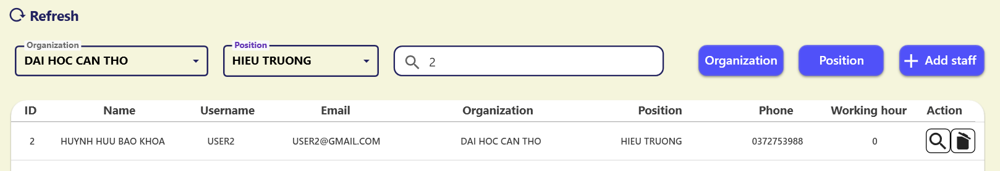 Refresh
Organization
DAI HOC CAN THO
Position
HIEU TRUONG
2
Organization
Position
Add staff
ID Name Username Email Organization Position Phone Working hour Action
2 HUYNH HUU BAO KHOA USER2 USER2@GMAIL.COM DAI HOC CAN THO HIEU TRUONG 0372753988 0